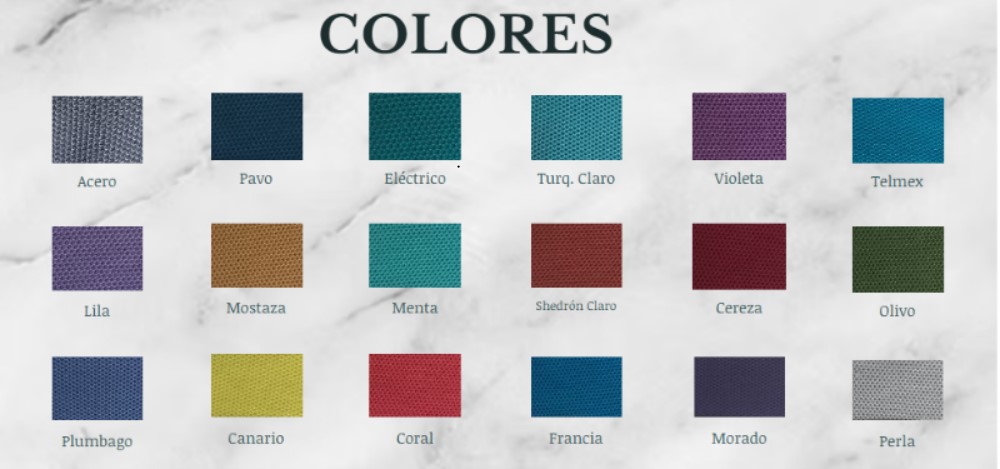 COLORES
Acero
Pavo
Eléctrico
Turq. Claro
Violeta
Telmex
Lila
Mostaza
Menta
Shedrón Claro
Cereza
Olivo
Plumbago
Canario
Coral
Francia
Morado
Perla